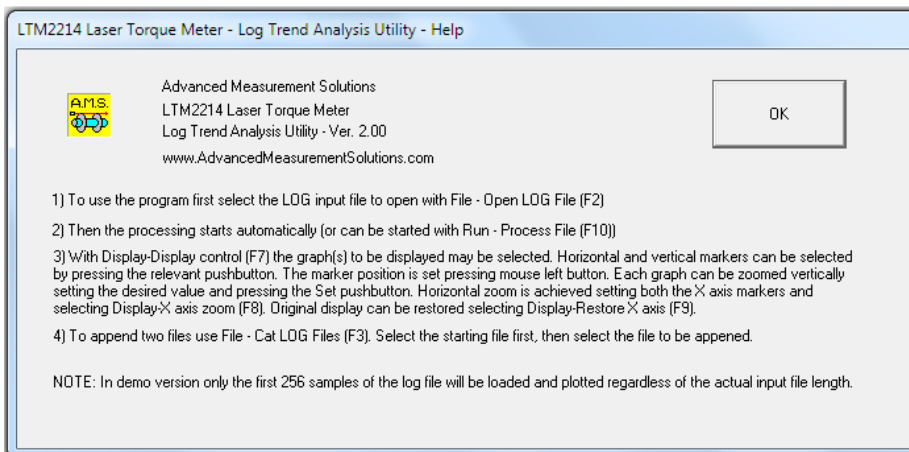 LTM2214 Laser Torque Meter - Log Trend Analysis Utility - Help
A.M.S.
Advanced Measurement Solutions
LTM2214 Laser Torque Meter
Log Trend Analysis Utility - Ver. 2.00
www.AdvancedMeasurementSolutions.com
OK
1) To use the program first select the LOG input file to open with File - Open LOG File (F2)
2) Then the processing starts automatically (or can be started with Run - Process File (F10))
3) With Display-Display control (F7) the graph(s) to be displayed may be selected. Horizontal and vertical markers can be selected
by pressing the relevant pushbutton. The marker position is set pressing mouse left button. Each graph can be zoomed vertically
setting the desired value and pressing the Set pushbutton. Horizontal zoom is achieved setting both the X axis markers and
selecting Display-X axis zoom (F8). Original display can be restored selecting Display-Restore X axis (F9).
4) To append two files use File - Cat LOG Files (F3). Select the starting file first, then select the file to be appened.
NOTE: In demo version only the first 256 samples of the log file will be loaded and plotted regardless of the actual input file length.